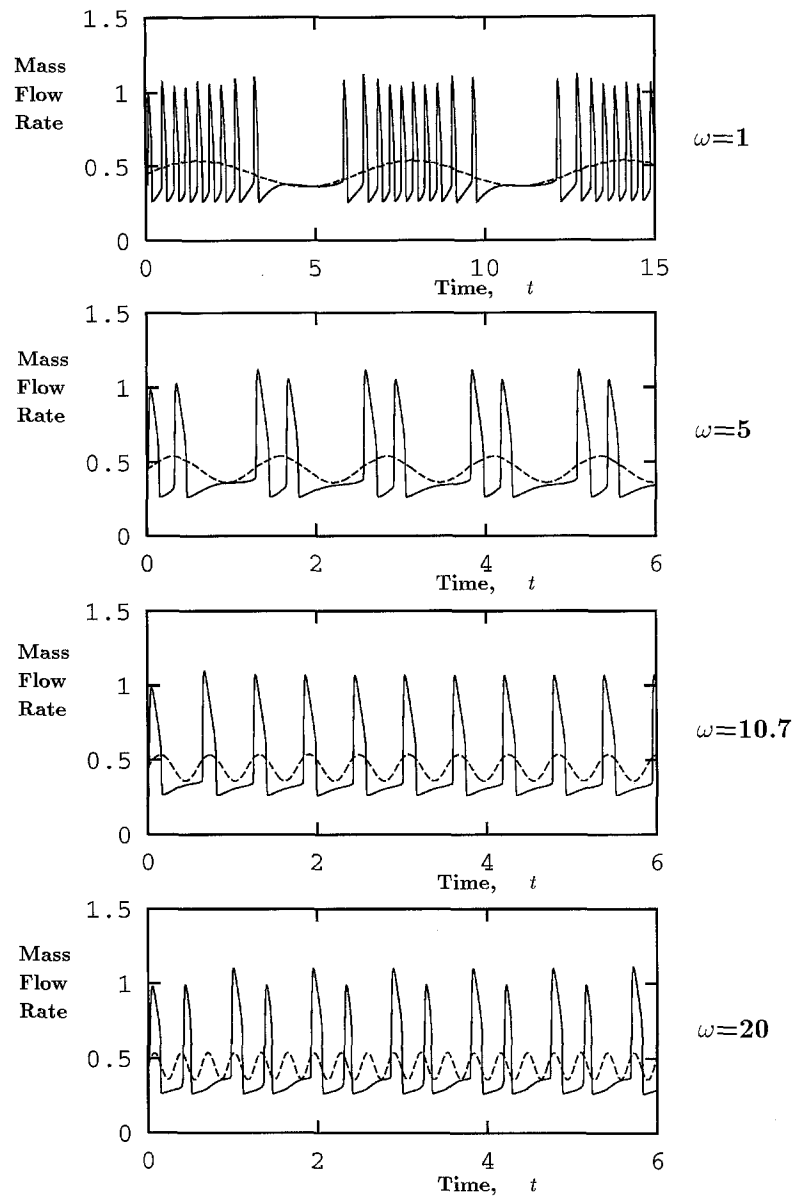 1.5
Mass
Flow
Rate
1
0.5
0
0 5 10 15
Time, t
ω=1
1.5
Mass
Flow
Rate
1
0.5
0
0 2 4 6
Time, t
ω=5
1.5
Mass
Flow
Rate
1
0.5
0
0 2 4 6
Time, t
ω=10.7
1.5
Mass
Flow
Rate
1
0.5
0
0 2 4 6
Time, t
ω=20